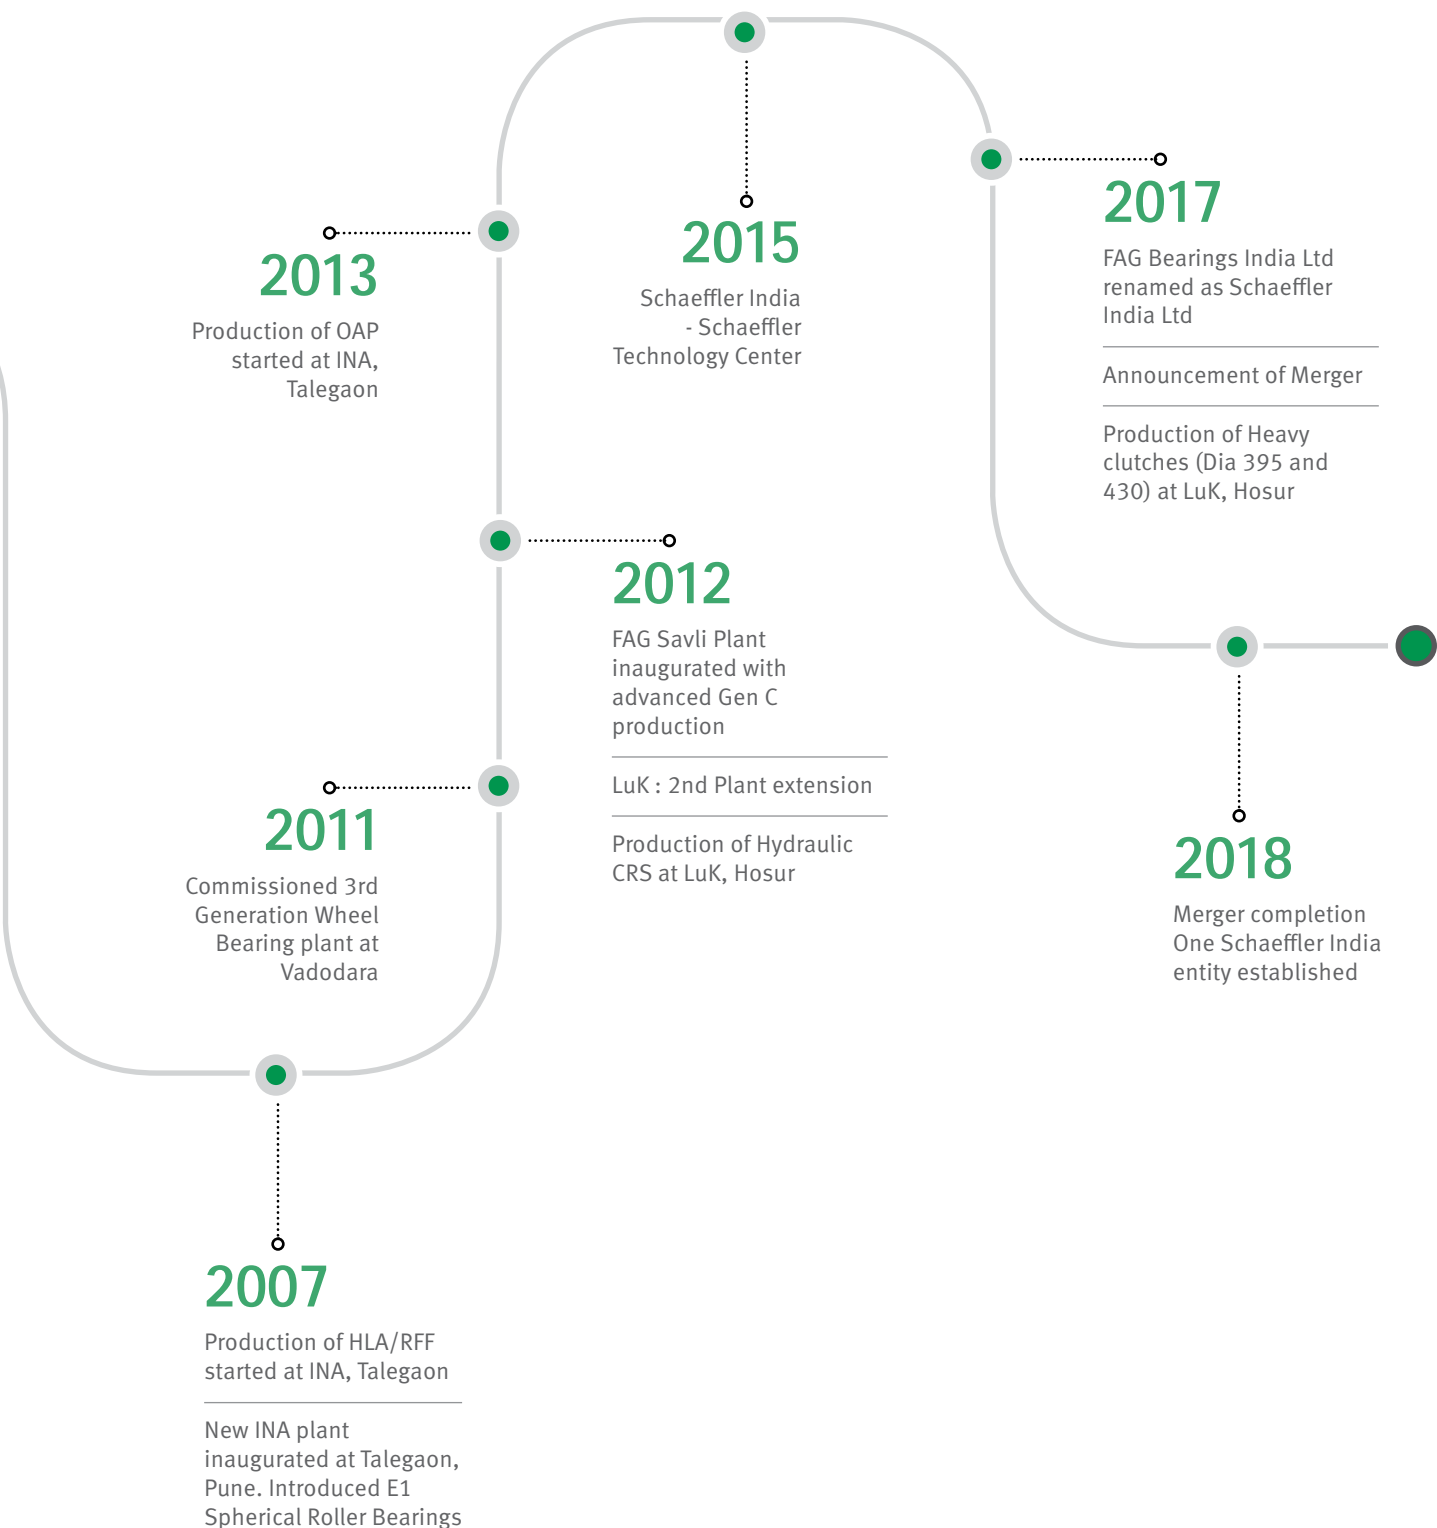 2013
Production of OAP
started at INA,
Talegaon
2015
Schaeffler India
- Schaeffler
Technology Center
2017
FAG Bearings India Ltd
renamed as Schaeffler
India Ltd
Announcement of Merger
Production of Heavy
clutches (Dia 395 and
430) at LuK, Hosur
2012
FAG Savli Plant
inaugurated with
advanced Gen C
production
LuK : 2nd Plant extension
Production of Hydraulic
CRS at LuK, Hosur
2011
Commissioned 3rd
Generation Wheel
Bearing plant at
Vadodara
2018
Merger completion
One Schaeffler India
entity established
2007
Production of HLA/RFF
started at INA, Talegaon
New INA plant
inaugurated at Talegaon,
Pune. Introduced E1
Spherical Roller Bearings